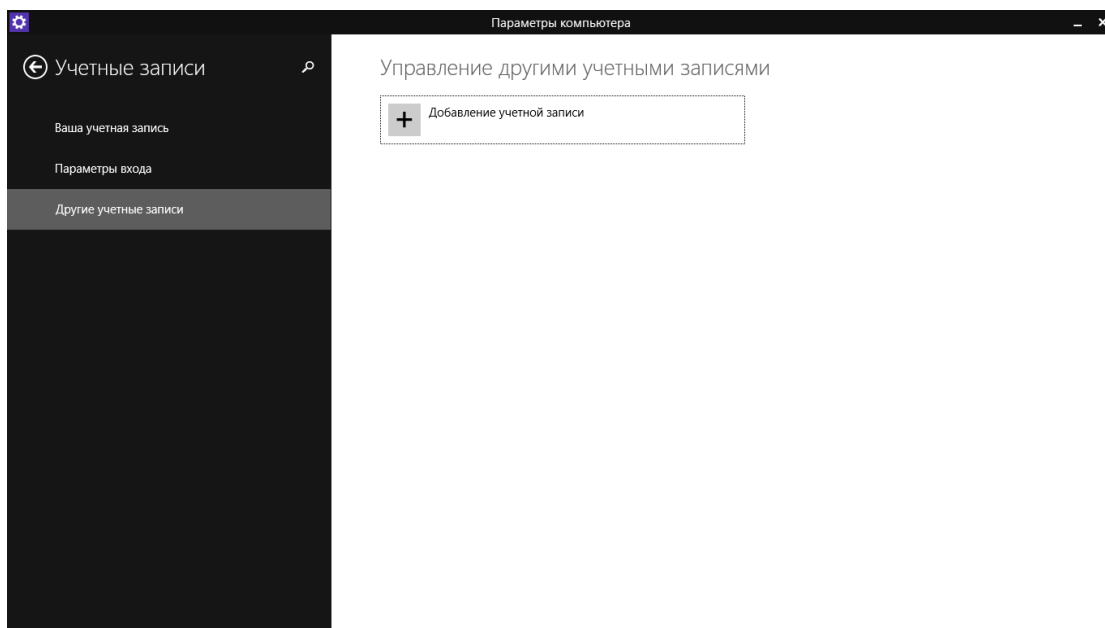 Параметры компьютера
Учетные записи
Ваша учетная запись
Параметры входа
Другие учетные записи
Управление другими учетными записями
Добавление учетной записи